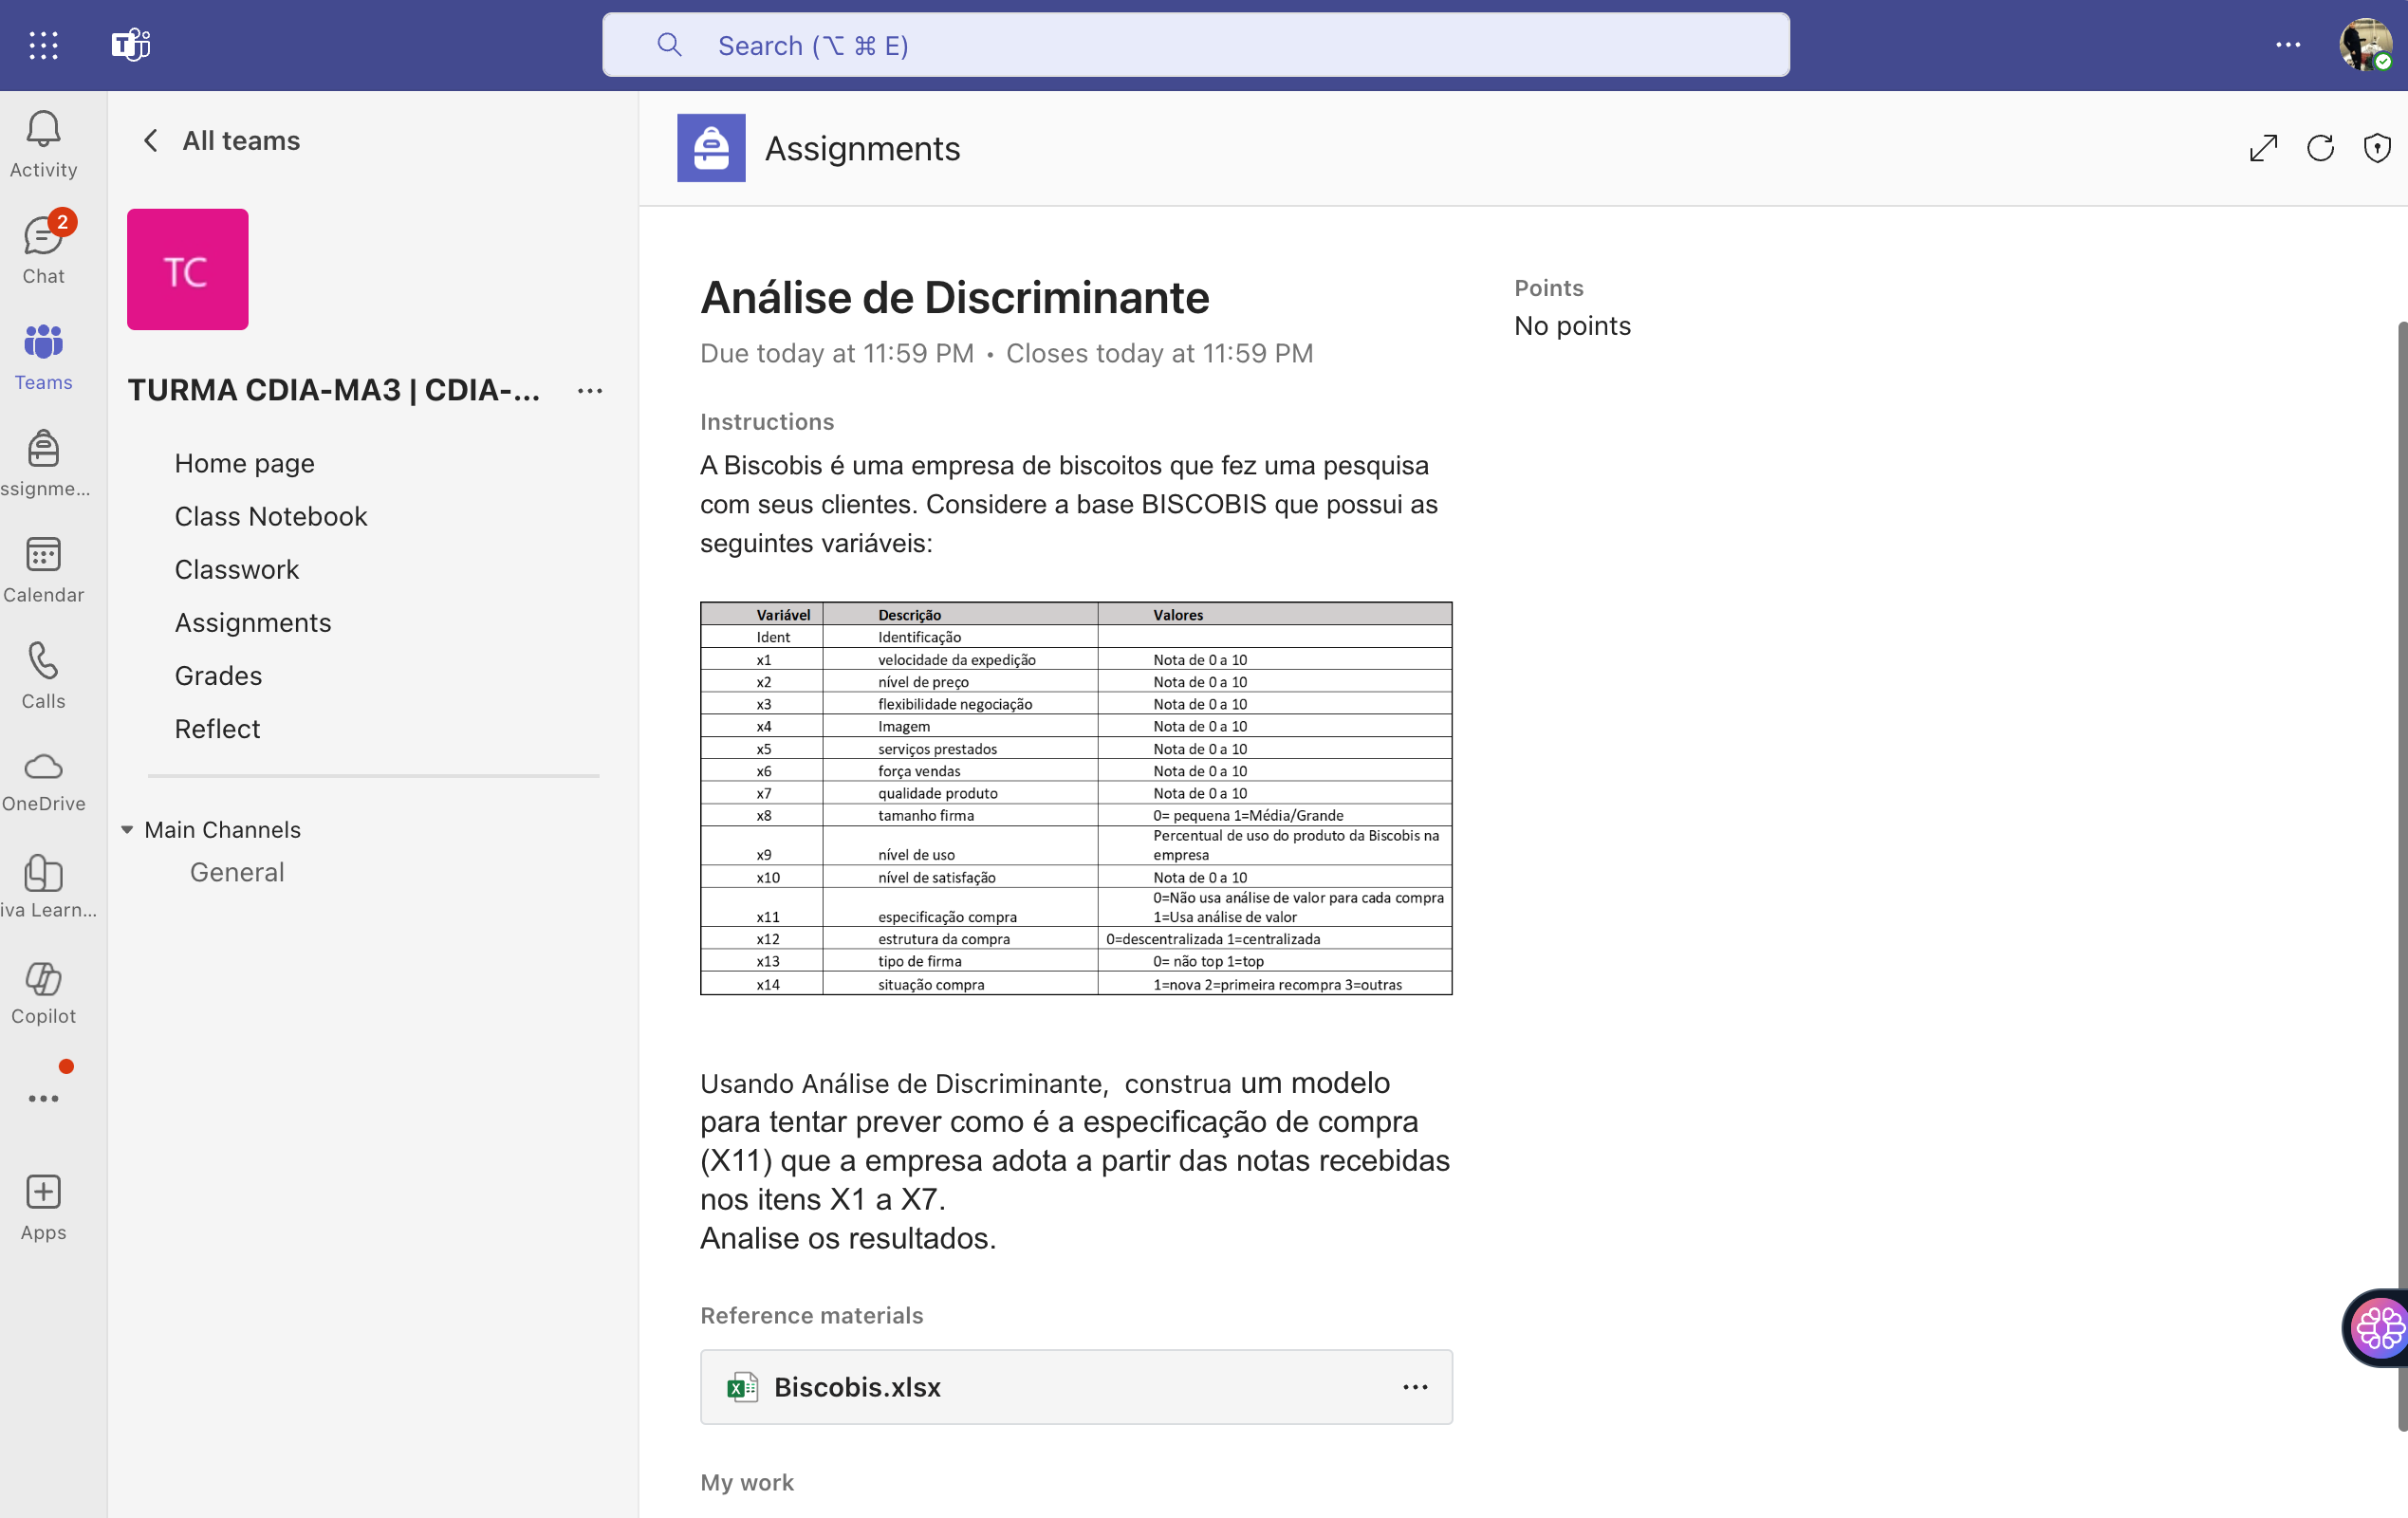 Search (⌥ ⌘ E)
Activity
2
Chat
Teams
ssignme...
Calendar
Calls
OneDrive
iva Learn...
Copilot
Apps
All teams
TC
TURMA CDIA-MA3 | CDIA-...
Home page
Class Notebook
Classwork
Assignments
Grades
Reflect
Main Channels
General
Assignments
Análise de Discriminante
Due today at 11:59 PM • Closes today at 11:59 PM
Points
No points
Instructions
A Biscobis é uma empresa de biscoitos que fez uma pesquisa
com seus clientes. Considere a base BISCOBIS que possui as
seguintes variáveis:
Variável Descrição Valores
Ident Identificação
x1 velocidade da expedição Nota de 0 a 10
x2 nível de preço Nota de 0 a 10
x3 flexibilidade negociação Nota de 0 a 10
x4 Imagem Nota de 0 a 10
x5 serviços prestados Nota de 0 a 10
x6 força vendas Nota de 0 a 10
x7 qualidade produto Nota de 0 a 10
x8 tamanho firma 0= pequena 1=Média/Grande
Percentual de uso do produto da Biscobis na
x9 nível de uso empresa
x10 nível de satisfação Nota de 0 a 10
0=Não usa análise de valor para cada compra
x11 especificação compra 1=Usa análise de valor
x12 estrutura da compra 0=descentralizada 1=centralizada
x13 tipo de firma 0= não top 1=top
x14 situação compra 1=nova 2=primeira recompra 3=outras
Usando Análise de Discriminante,  construa um modelo
para tentar prever como é a especificação de compra
(X11) que a empresa adota a partir das notas recebidas
nos itens X1 a X7.
Analise os resultados.
Reference materials
Biscobis.xlsx
My work